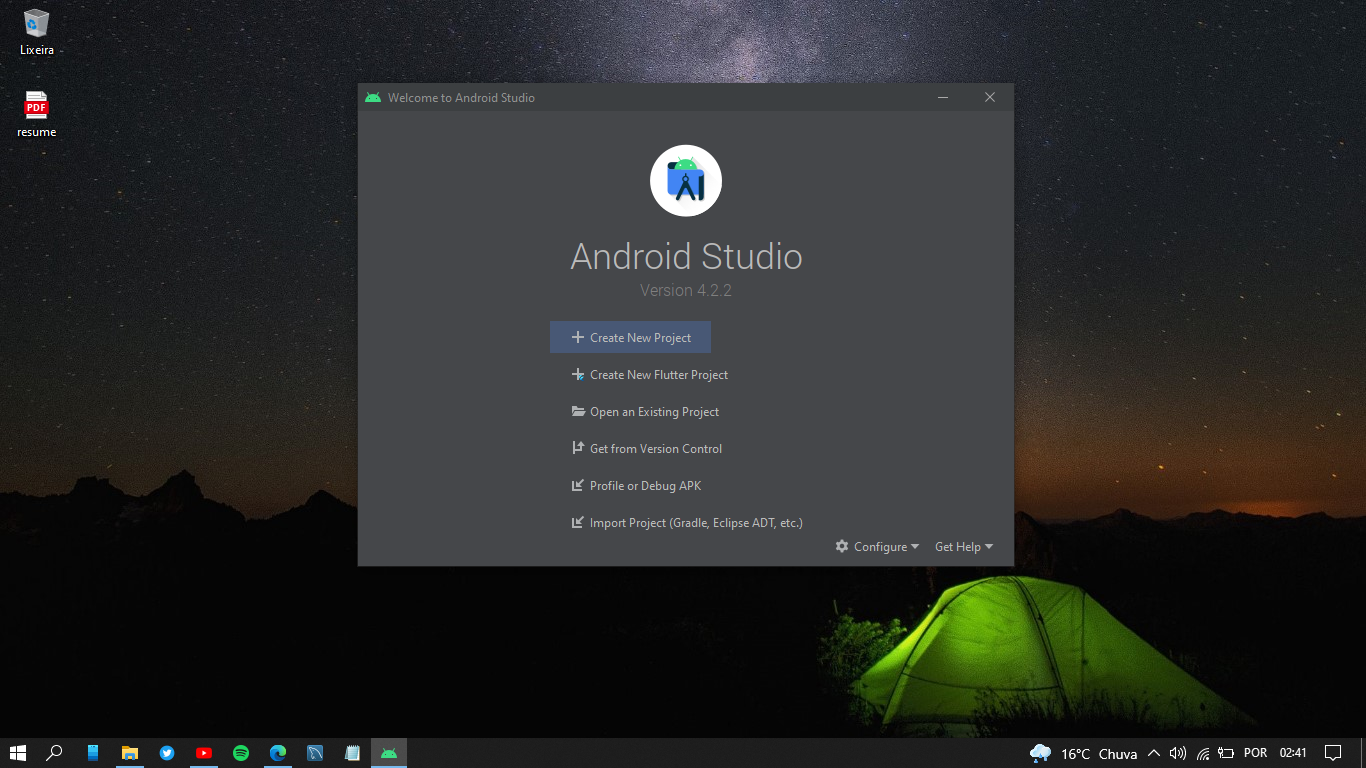 Lixeira
PDF
resume
Welcome to Android Studio
Android Studio
Version 4.2.2
Create New Project
Create New Flutter Project
Open an Existing Project
Get from Version Control
Profile or Debug APK
Import Project (Gradle, Eclipse ADT, etc.)
Configure
Get Help
16°C Chuva
POR
02:41